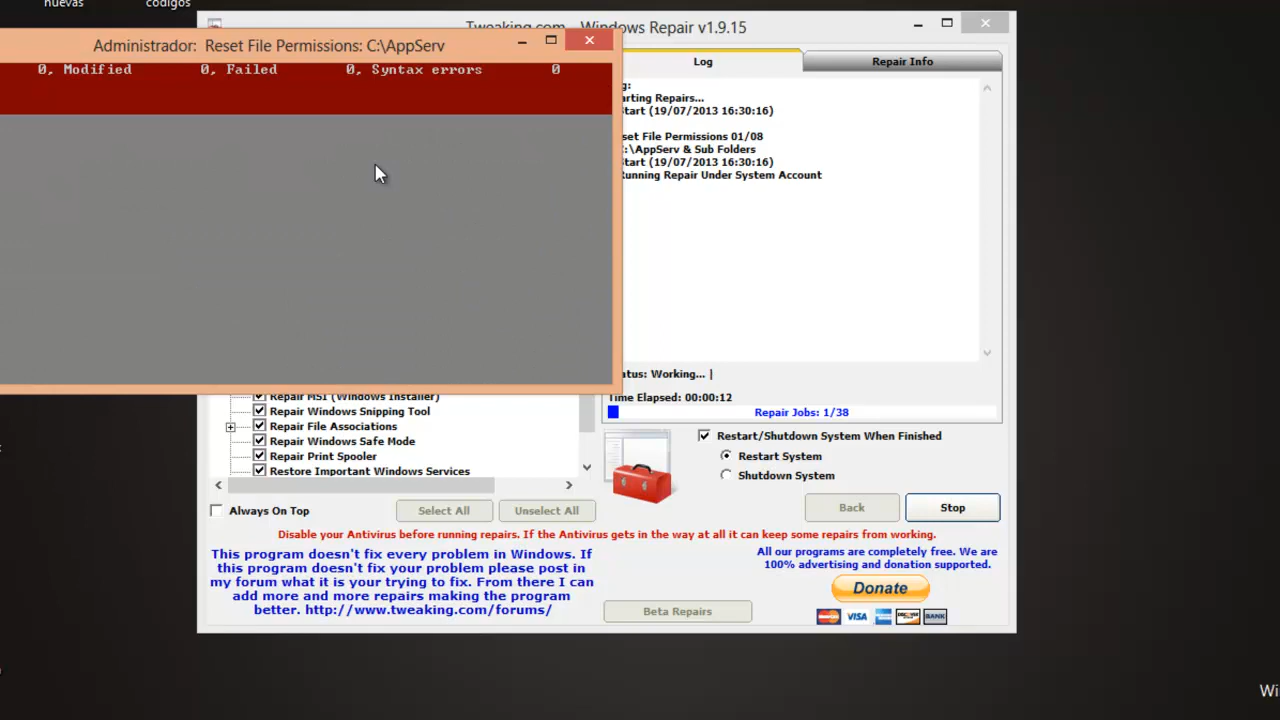 nuevas
codigos
Tweaking.com - Windows Repair v1.9.15
Administrador: Reset File Permissions: C:\AppServ
0, Modified 0, Failed 0, Syntax errors 0
Log
Repair Info
g:
arting Repairs...
Start (19/07/2013 16:30:16)
set File Permissions 01/08
:\AppServ & Sub Folders
Start (19/07/2013 16:30:16)
Running Repair Under System Account
atus: Working... |
Time Elapsed: 00:00:12
Repair Jobs: 1/38
Repair MSI (Windows Installer)
Repair Windows Snipping Tool
Repair File Associations
Repair Windows Safe Mode
Repair Print Spooler
Restore Important Windows Services
Restart/Shutdown System When Finished
Restart System
Shutdown System
Always On Top
Select All
Unselect All
Back
Stop
Disable your Antivirus before running repairs. If the Antivirus gets in the way at all it can keep some repairs from working.
This program doesn't fix every problem in Windows. If
this program doesn't fix your problem please post in
my forum what it is your trying to fix. From there I can
add more and more repairs making the program
better. http://www.tweaking.com/forums/
All our programs are completely free. We are
100% advertising and donation supported.
Donate
VISA
BANK
Beta Repairs
Wi